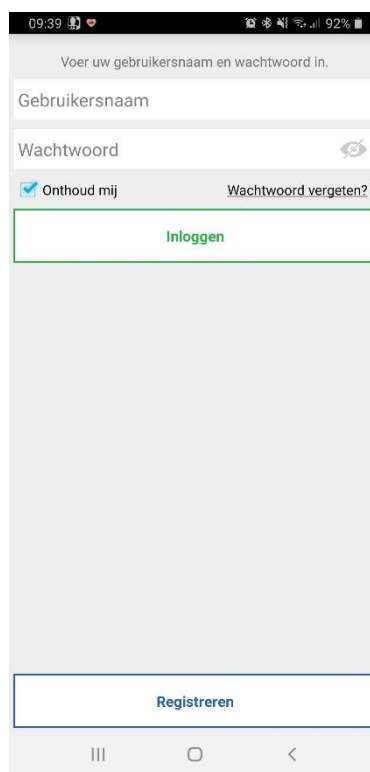 09:39 92%
Voer uw gebruikersnaam en wachtwoord in.
Gebruikersnaam
Wachtwoord
Onthoud mij Wachtwoord vergeten?
Inloggen
Registreren